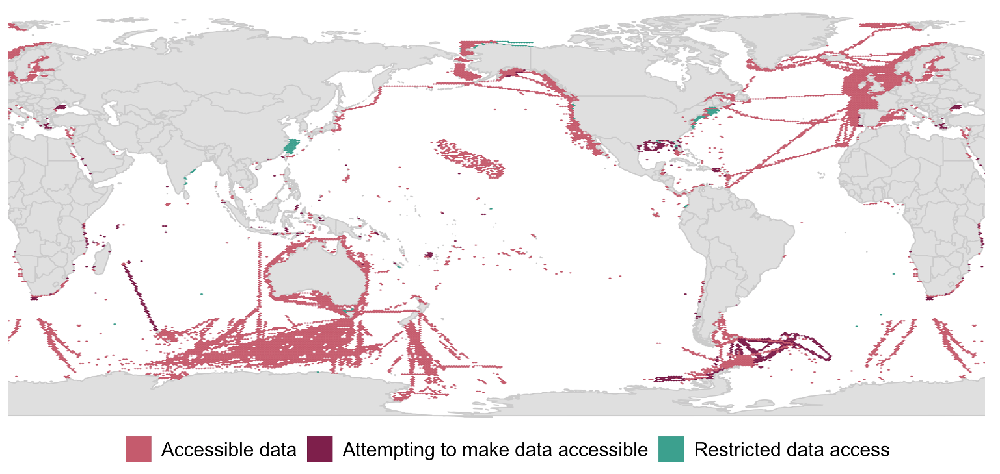 Accessible data Attempting to make data accessible Restricted data access